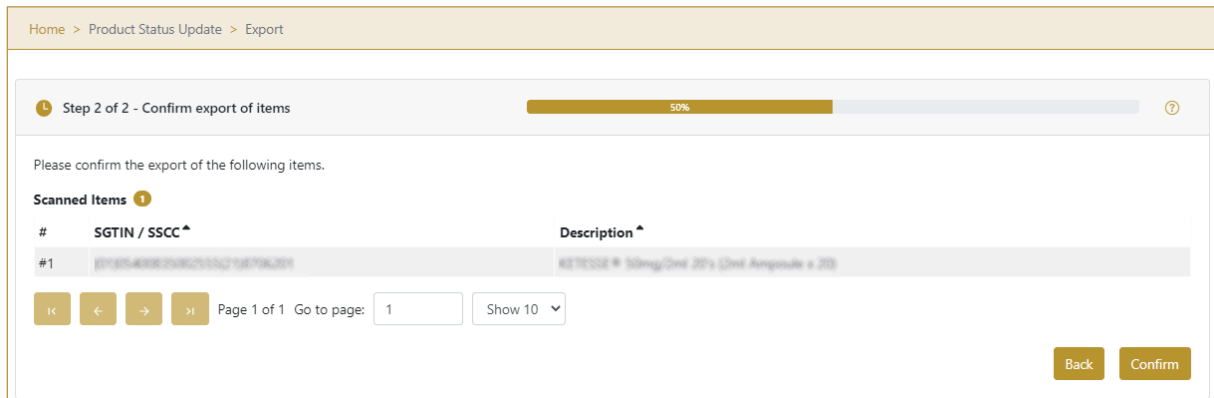 Home > Product Status Update > Export
Step 2 of 2 - Confirm export of items
50%
Please confirm the export of the following items.
Scanned Items 1
# SGTIN / SSCC Description
#1
Page 1 of 1 Go to page: 1 Show 10
Back Confirm